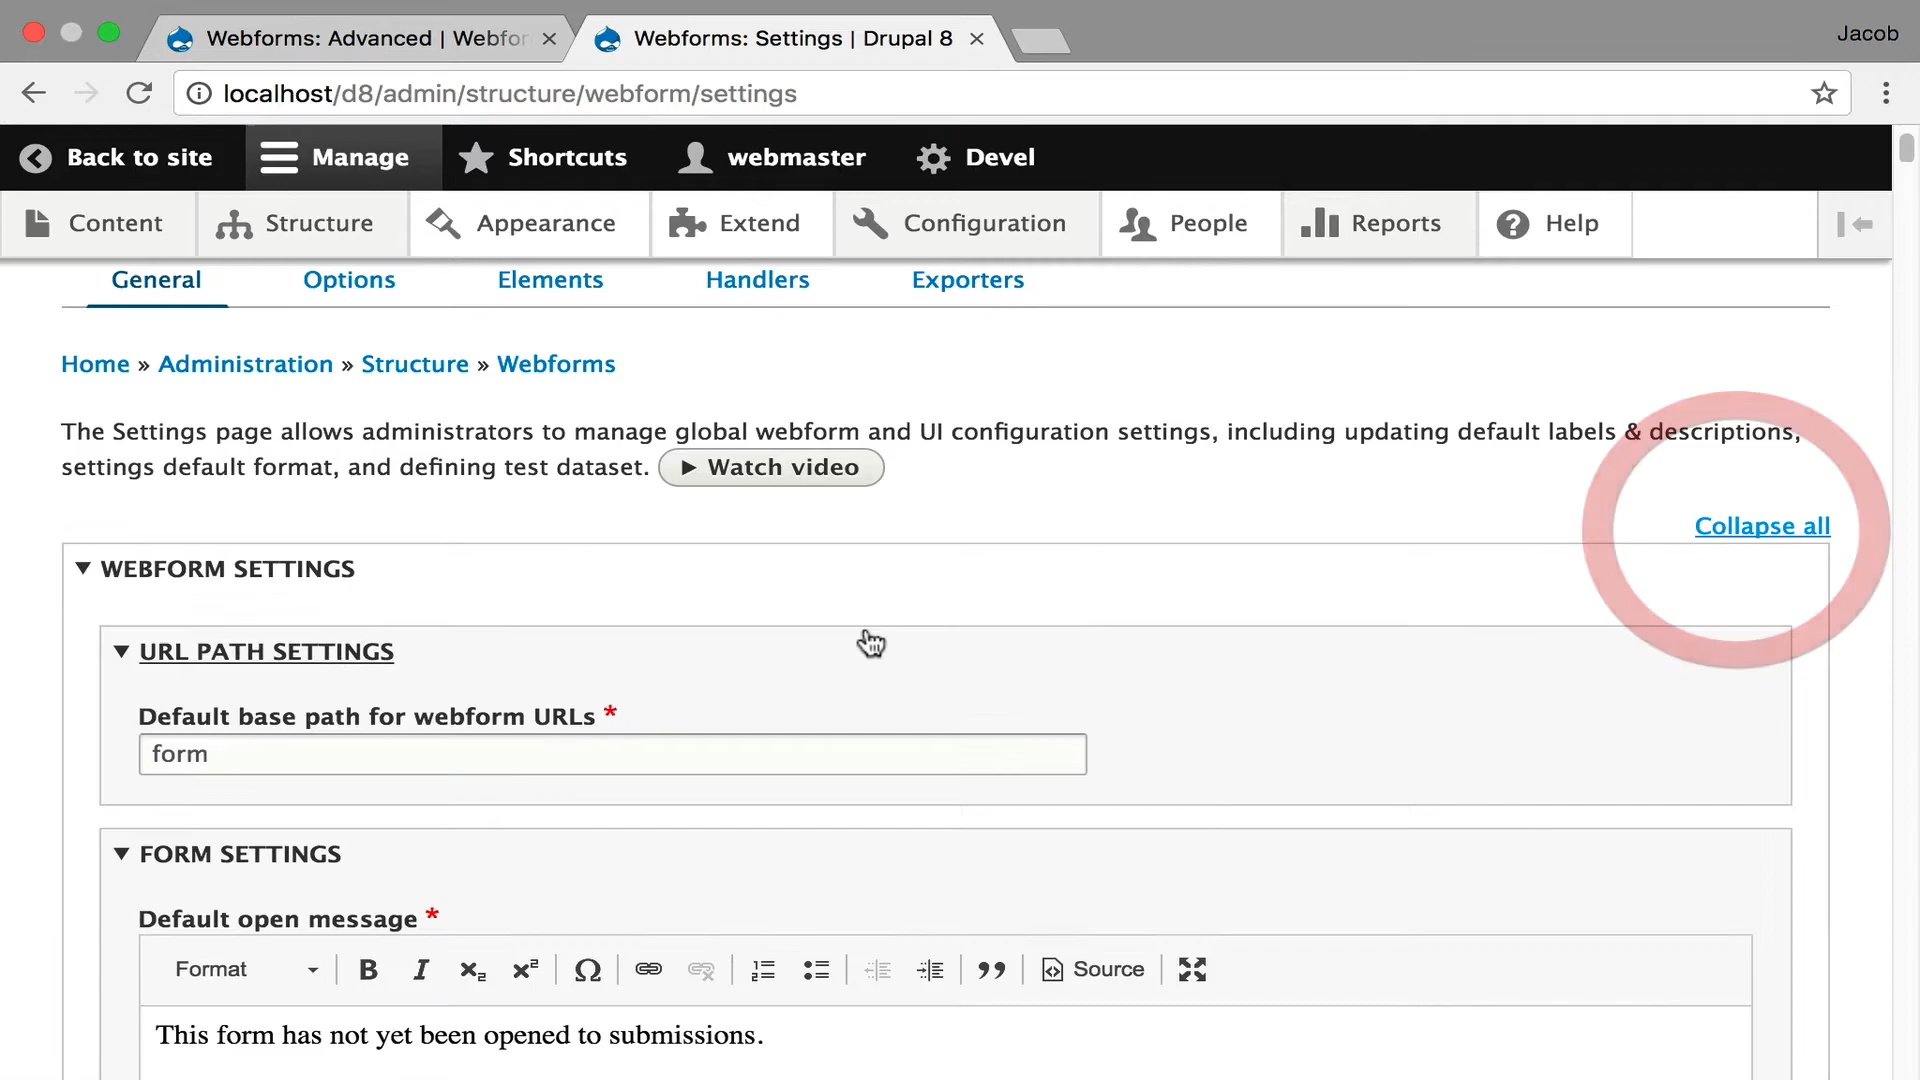 Webforms: Advanced | Webfor
Webforms: Settings | Drupal 8
Jacob
localhost/d8/admin/structure/webform/settings
Back to site
Manage
Shortcuts
webmaster
Devel
Content
Structure
Appearance
Extend
Configuration
People
Reports
Help
General
Options
Elements
Handlers
Exporters
Home » Administration » Structure » Webforms
The Settings page allows administrators to manage global webform and UI configuration settings, including updating default labels & descriptions,
settings default format, and defining test dataset. ► Watch video
Collapse all
▼ WEBFORM SETTINGS
▼ URL PATH SETTINGS
Default base path for webform URLs *
form
▼ FORM SETTINGS
Default open message *
Format B I x₂ x² Ω Source
This form has not yet been opened to submissions.